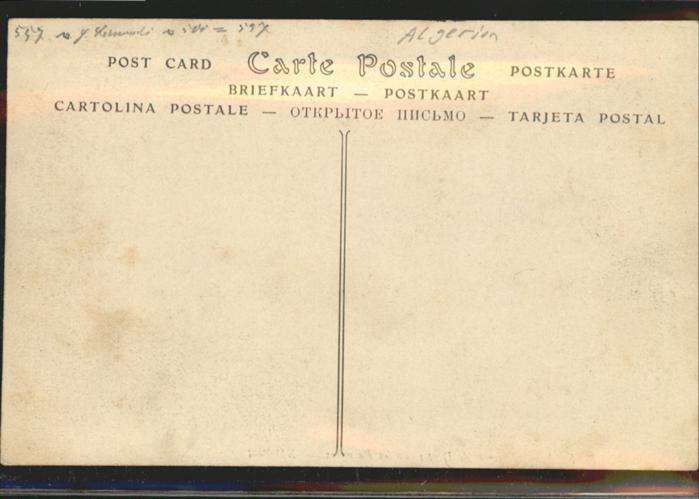 Algerien
POST CARD Carte Postale POSTKARTE
BRIEFKAART — POSTKAART
CARTOLINA POSTALE — ОТКРЫТОЕ ПИСЬМО — TARJETA POSTAL